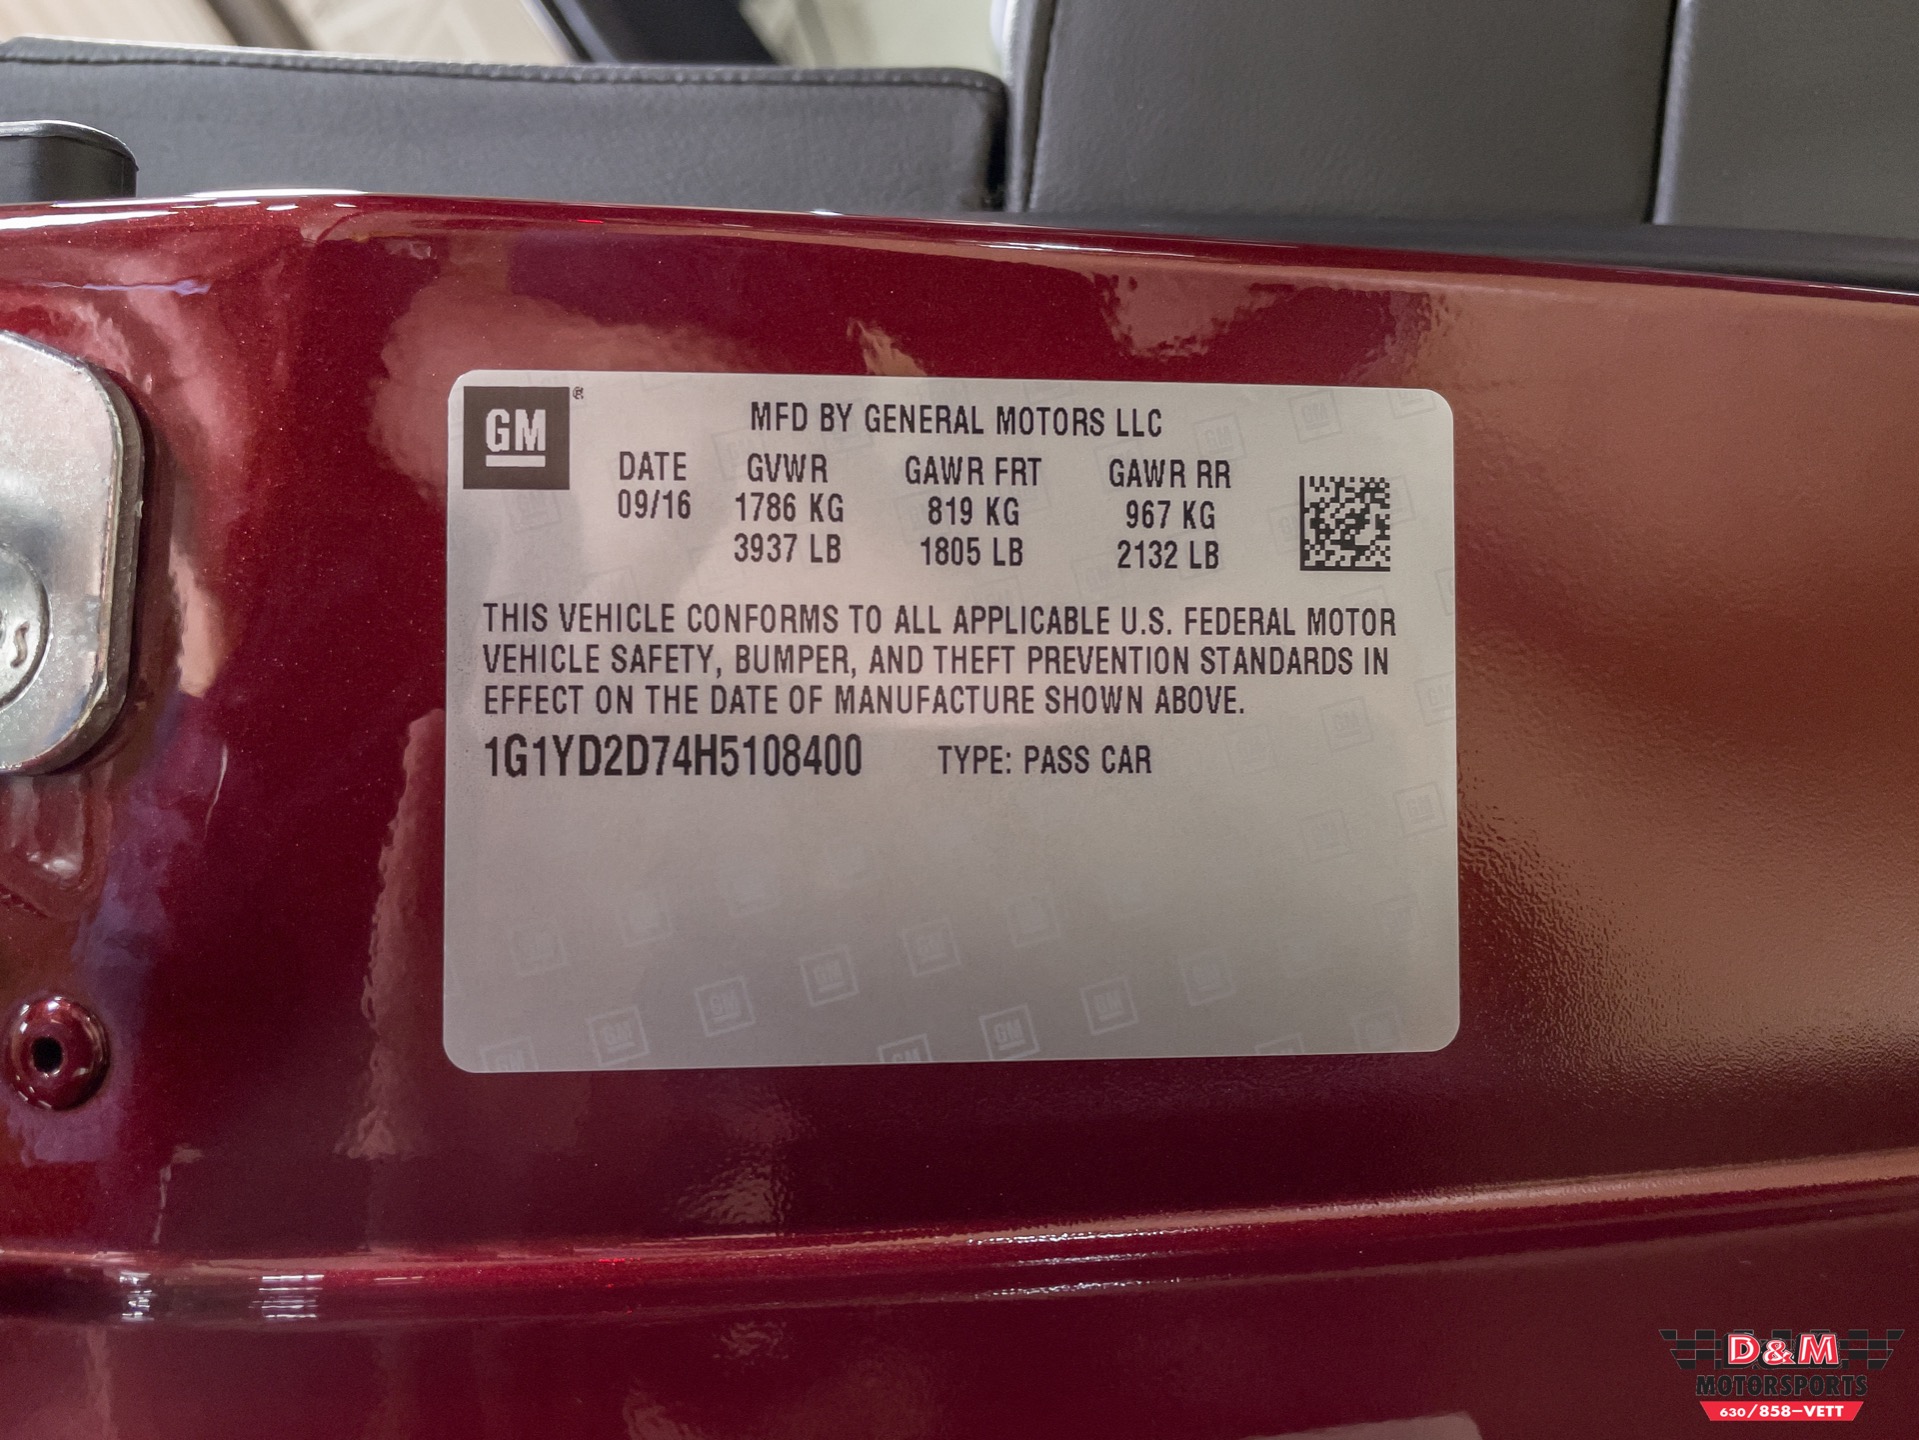 GM ®
MFD BY GENERAL MOTORS LLC
DATE GVWR GAWR FRT GAWR RR
09/16 1786 KG 819 KG 967 KG
3937 LB 1805 LB 2132 LB
THIS VEHICLE CONFORMS TO ALL APPLICABLE U.S. FEDERAL MOTOR
VEHICLE SAFETY, BUMPER, AND THEFT PREVENTION STANDARDS IN
EFFECT ON THE DATE OF MANUFACTURE SHOWN ABOVE.
1G1YD2D74H5108400 TYPE: PASS CAR
D&M
MOTORSPORTS
630/858-VETT